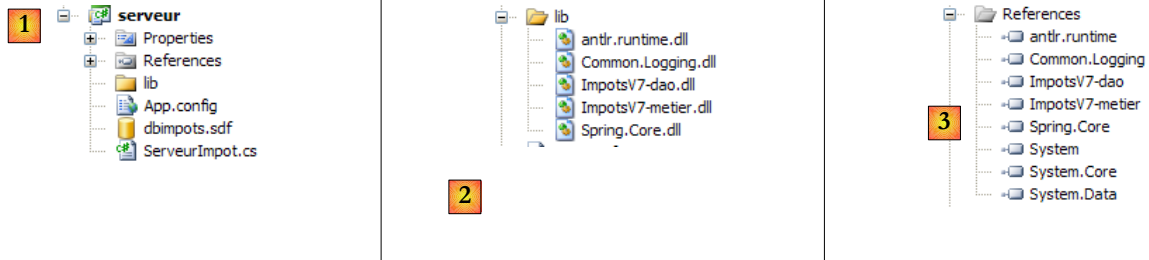 1
serveur
Properties
References
lib
App.config
dbimpots.sdf
ServeurImpot.cs
2
lib
antlr.runtime.dll
Common.Logging.dll
ImpotsV7-dao.dll
ImpotsV7-metier.dll
Spring.Core.dll
3
References
antlr.runtime
Common.Logging
ImpotsV7-dao
ImpotsV7-metier
Spring.Core
System
System.Core
System.Data